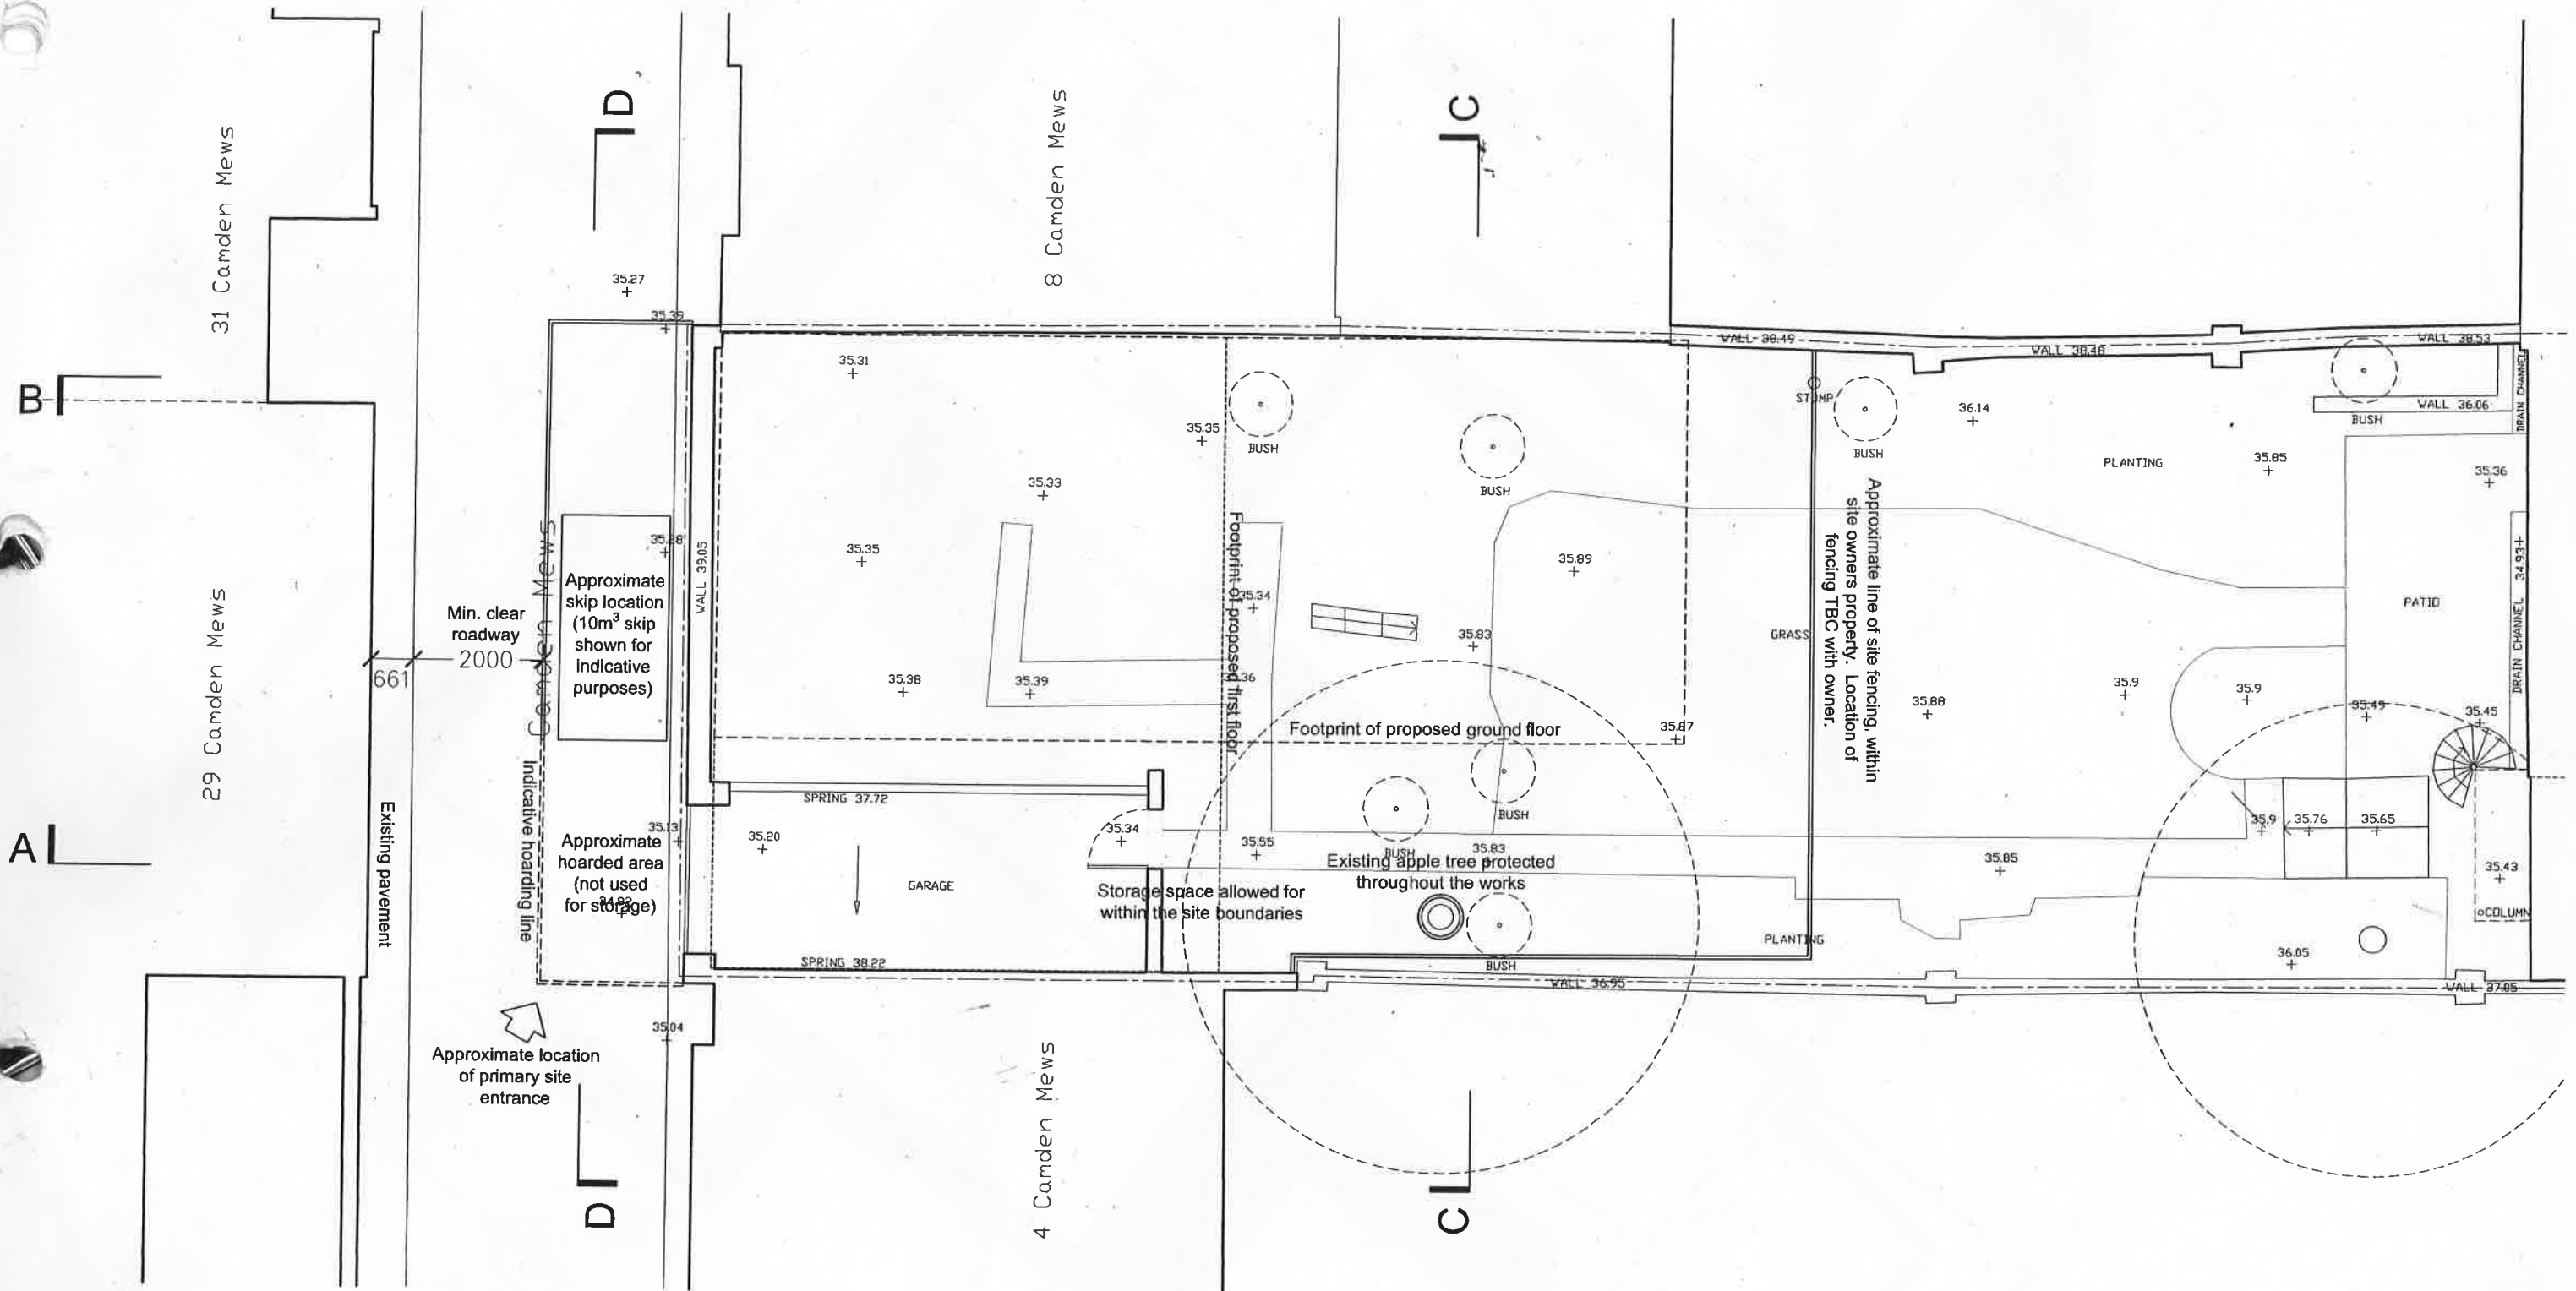 D
C
31 Camden Mews
8 Camden Mews
35.27
35.39
WALL 38.49
WALL 38.48
WALL 38.53
35.31
B
STUMP
36.14
WALL 36.06
DRAIN CHANNEL
BUSH
35.35
BUSH
BUSH
PLANTING
35.85
35.36
35.33
BUSH
Camden Mews
35.28
WALL 39.05
35.35
Footprint of proposed first floor
35.34
35.89
Approximate line of site fencing, within
site owners property. Location of
fencing TBC with owner.
PATIO
DRAIN CHANNEL 34.93
29 Camden Mews
Min. clear
roadway
2000
661
Approximate
skip location
(10m³ skip
shown for
indicative
purposes)
35.83
GRASS
35.38
35.39
35.88
35.9
35.9
35.49
35.45
Footprint of proposed ground floor
Existing pavement
Indicative hoarding line
SPRING 37.72
BUSH
A
35.13
35.20
35.34
35.55
BUSH
35.83
35.9
35.76
35.65
Approximate
hoarded area
(not used
for storage)
GARAGE
Existing apple tree protected
throughout the works
35.85
35.43
Storage space allowed for
within the site boundaries
COLUMN
PLANTING
SPRING 38.22
BUSH
36.05
WALL 36.95
WALL 37.05
35.04
Approximate location
of primary site
entrance
4 Camden Mews
D
C